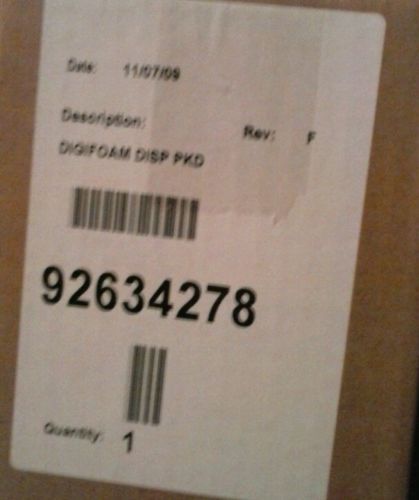 Date: 11/07/09
Description:
Rev: F
DIGIFOAM DISP PKD
92634278
Quantity: 1